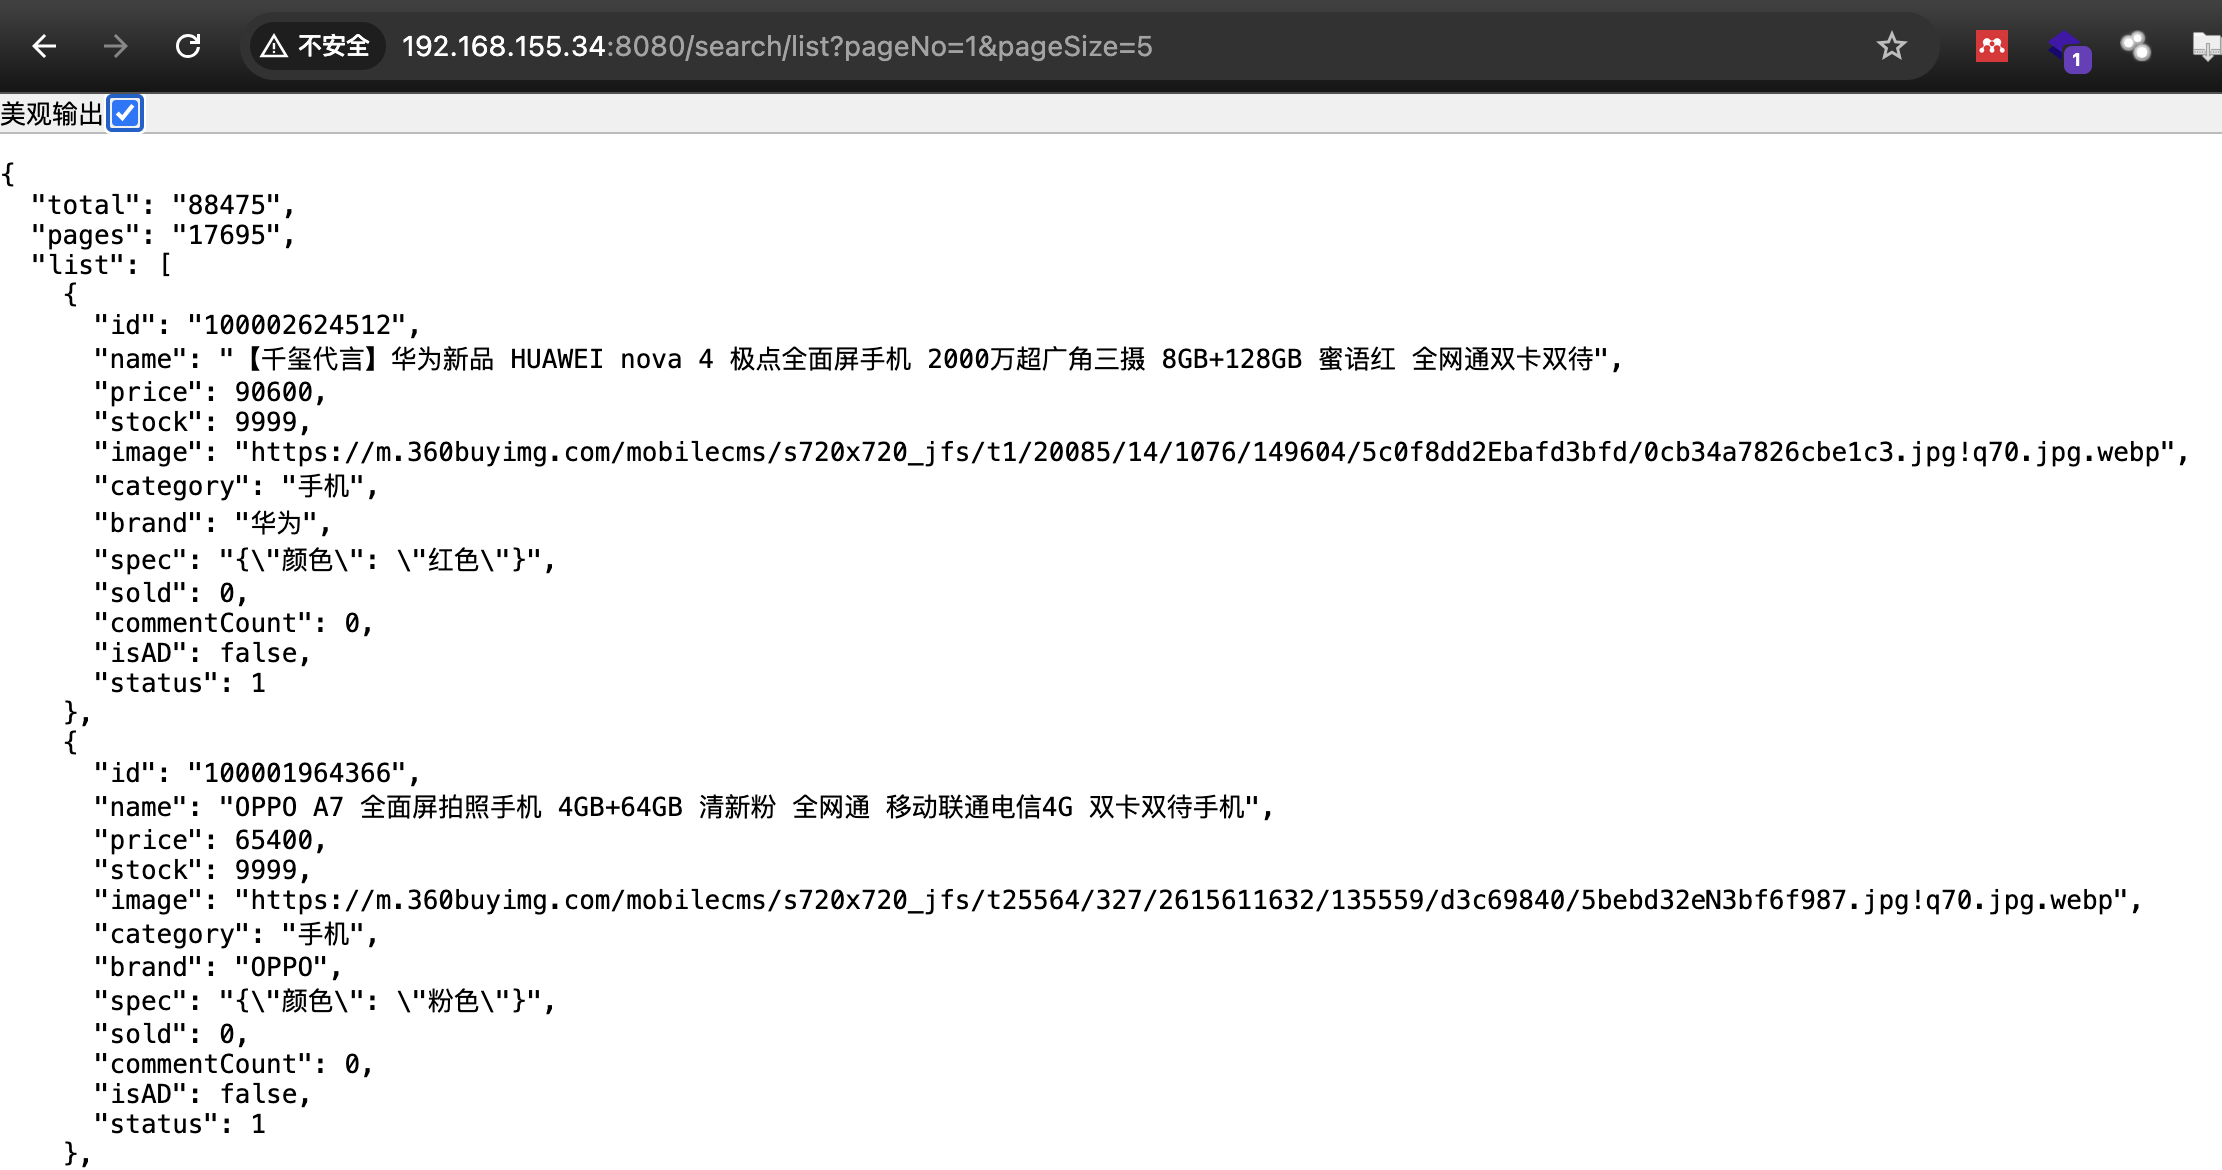 不安全 192.168.155.34:8080/search/list?pageNo=1&pageSize=5
1
美观输出
{
"total": "88475",
"pages": "17695",
"list": [
{
"id": "100002624512",
"name": "【千玺代言】华为新品 HUAWEI nova 4 极点全面屏手机 2000万超广角三摄 8GB+128GB 蜜语红 全网通双卡双待",
"price": 90600,
"stock": 9999,
"image": "https://m.360buyimg.com/mobilecms/s720x720_jfs/t1/20085/14/1076/149604/5c0f8dd2Ebafd3bfd/0cb34a7826cbe1c3.jpg!q70.jpg.webp",
"category": "手机",
"brand": "华为",
"spec": "{\"颜色\": \"红色\"}",
"sold": 0,
"commentCount": 0,
"isAD": false,
"status": 1
},
{
"id": "100001964366",
"name": "OPPO A7 全面屏拍照手机 4GB+64GB 清新粉 全网通 移动联通电信4G 双卡双待手机",
"price": 65400,
"stock": 9999,
"image": "https://m.360buyimg.com/mobilecms/s720x720_jfs/t25564/327/2615611632/135559/d3c69840/5bebd32eN3bf6f987.jpg!q70.jpg.webp",
"category": "手机",
"brand": "OPPO",
"spec": "{\"颜色\": \"粉色\"}",
"sold": 0,
"commentCount": 0,
"isAD": false,
"status": 1
},